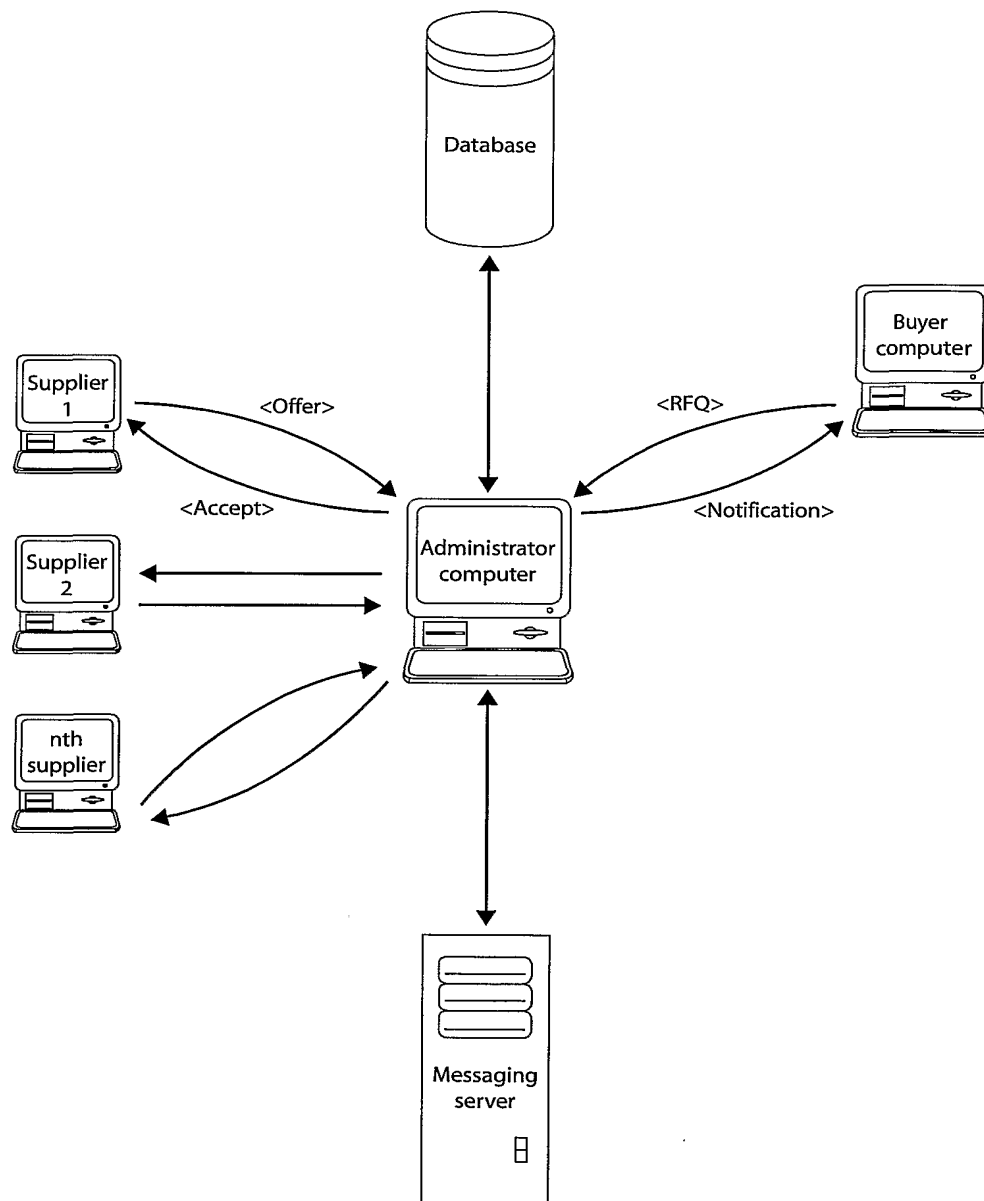 Database
Buyer
computer
Supplier
1
<Offer>
<RFQ>
<Accept>
<Notification>
Administrator
computer
Supplier
2
nth
supplier
Messaging
server